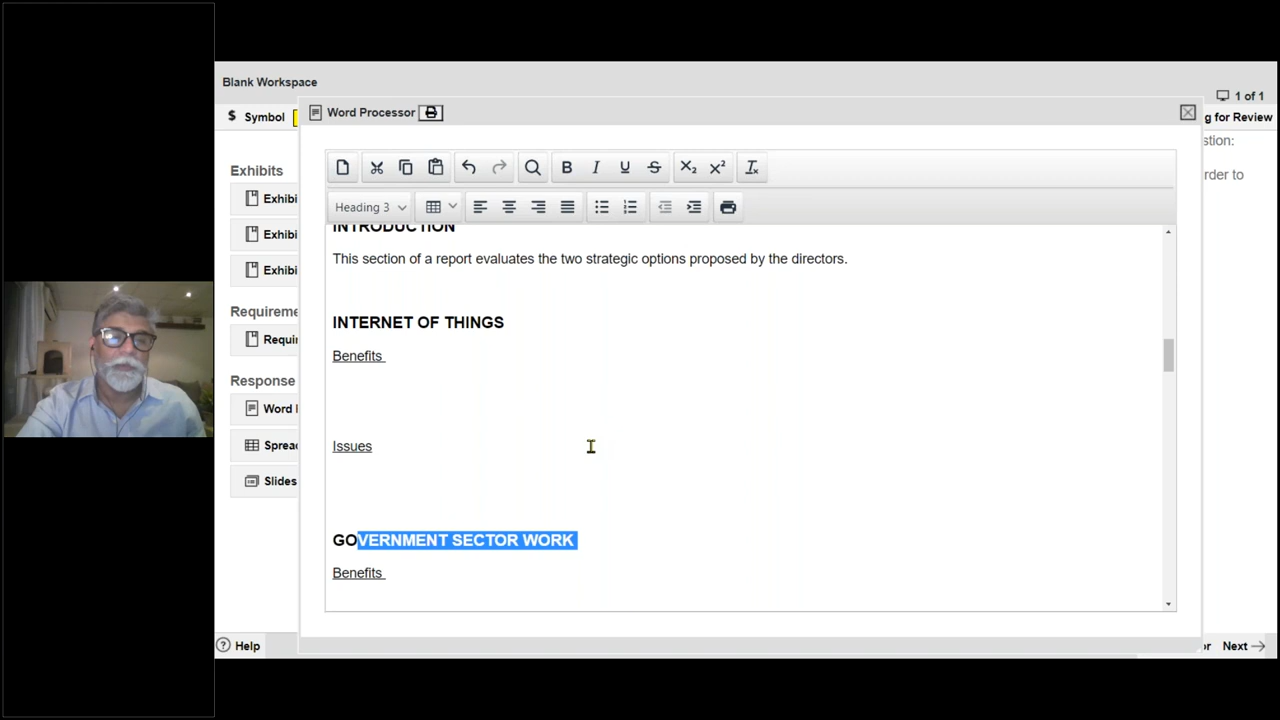 Blank Workspace
1 of 1
$ Symbol
g for Review
Word Processor
stion:
rder to
Exhibits
Exhibi
Exhibi
Exhibi
Requireme
Requir
Response
Word
Spread
Slides
Heading 3
INTRODUCTION
This section of a report evaluates the two strategic options proposed by the directors.
INTERNET OF THINGS
Benefits
Issues
GOVERNMENT SECTOR WORK
Benefits
? Help
or Next